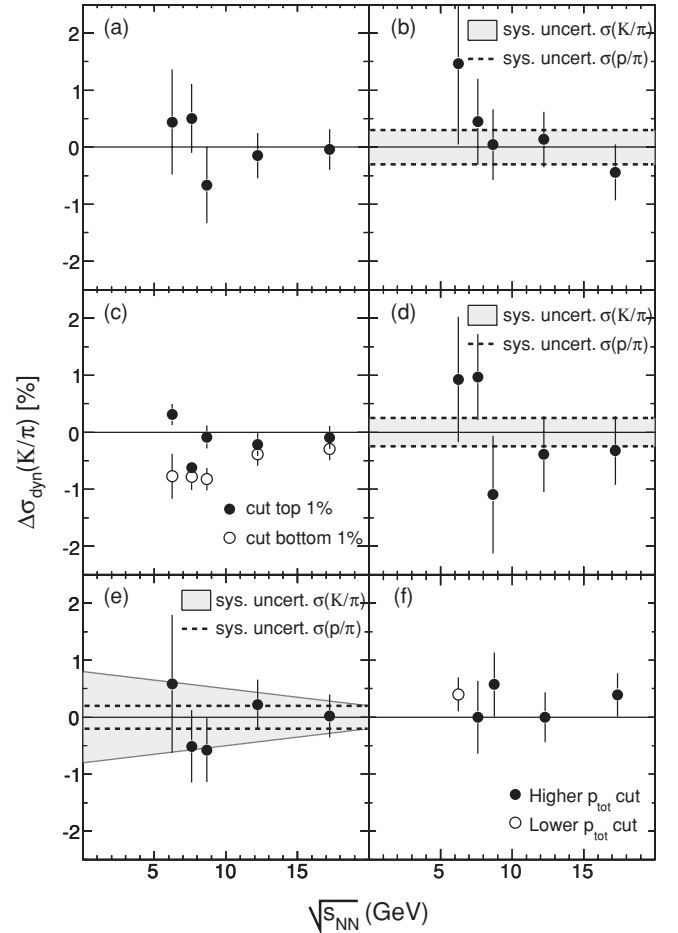 (a)
(b)
sys. uncert. σ(K/π)
sys. uncert. σ(p/π)
2
1
0
-1
-2
(c)
(d)
sys. uncert. σ(K/π)
sys. uncert. σ(p/π)
2
1
0
-1
-2
cut top 1%
cut bottom 1%
Δσdyn(K/π) [%]
(e)
sys. uncert. σ(K/π)
sys. uncert. σ(p/π)
(f)
2
1
0
-1
-2
Higher ptot cut
Lower ptot cut
5 10 15 5 10 15
√sNN (GeV)